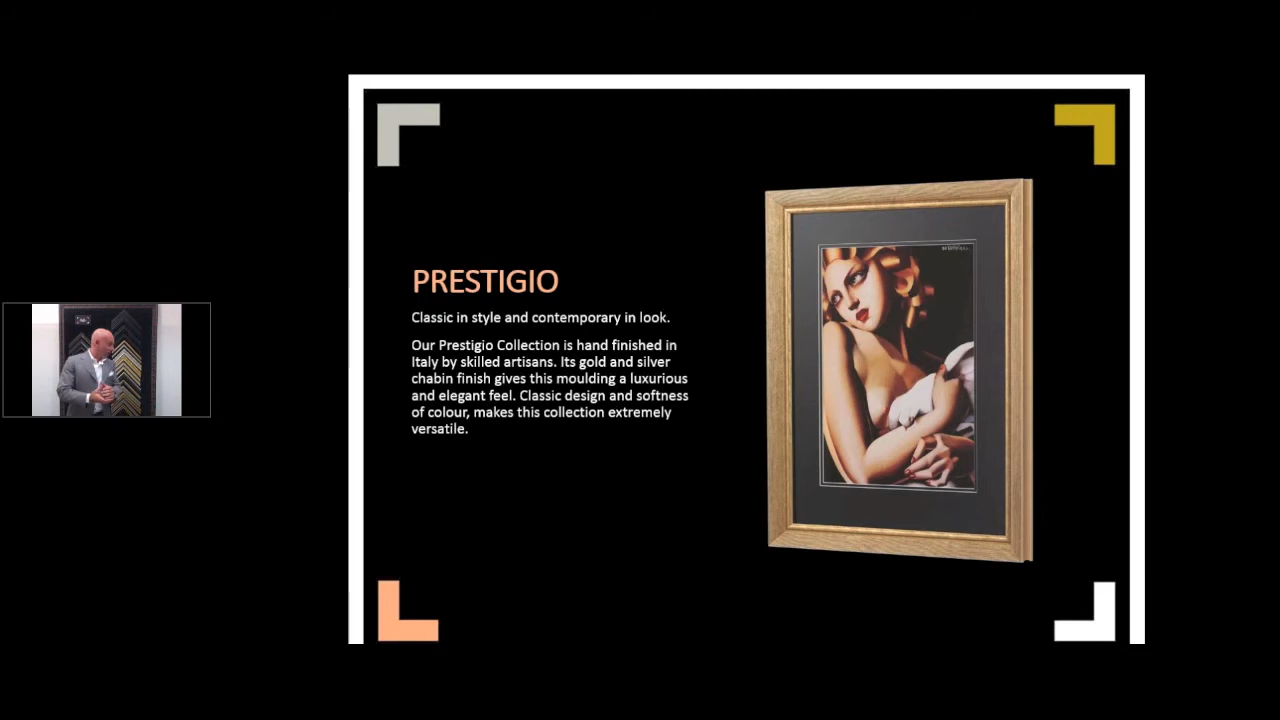 PRESTIGIO
Classic in style and contemporary in look.
Our Prestigio Collection is hand finished in
Italy by skilled artisans. Its gold and silver
chabin finish gives this moulding a luxurious
and elegant feel. Classic design and softness
of colour, makes this collection extremely
versatile.